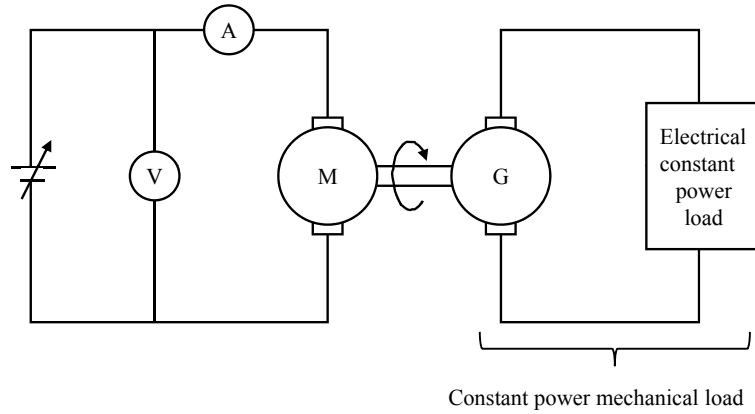 A
V
M
G
Electrical
constant
power
load
Constant power mechanical load